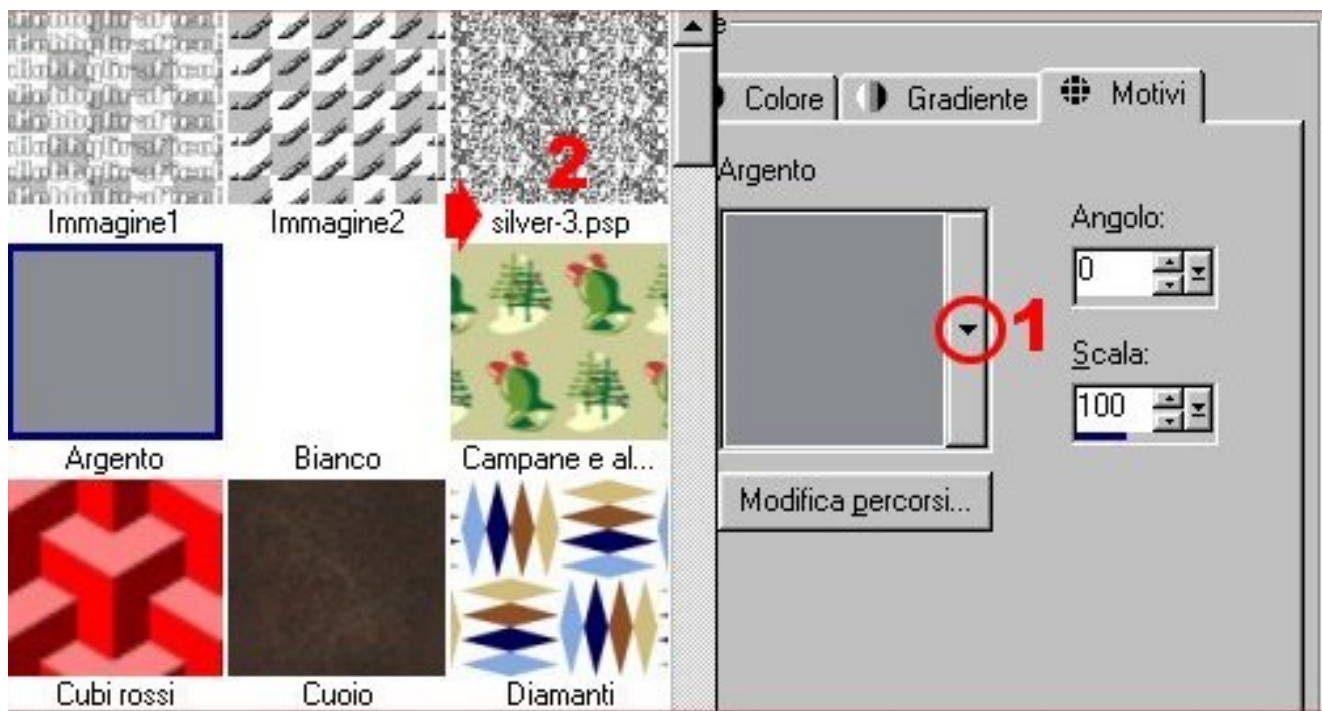 Immagine1 Immagine2 silver-3.psp
2
Argento Bianco Campane e al...
Cubi rossi Cuoio Diamanti
e
Colore Gradiente Motivi
Argento
1
Modifica percorsi...
Angolo:
0
Scala:
100